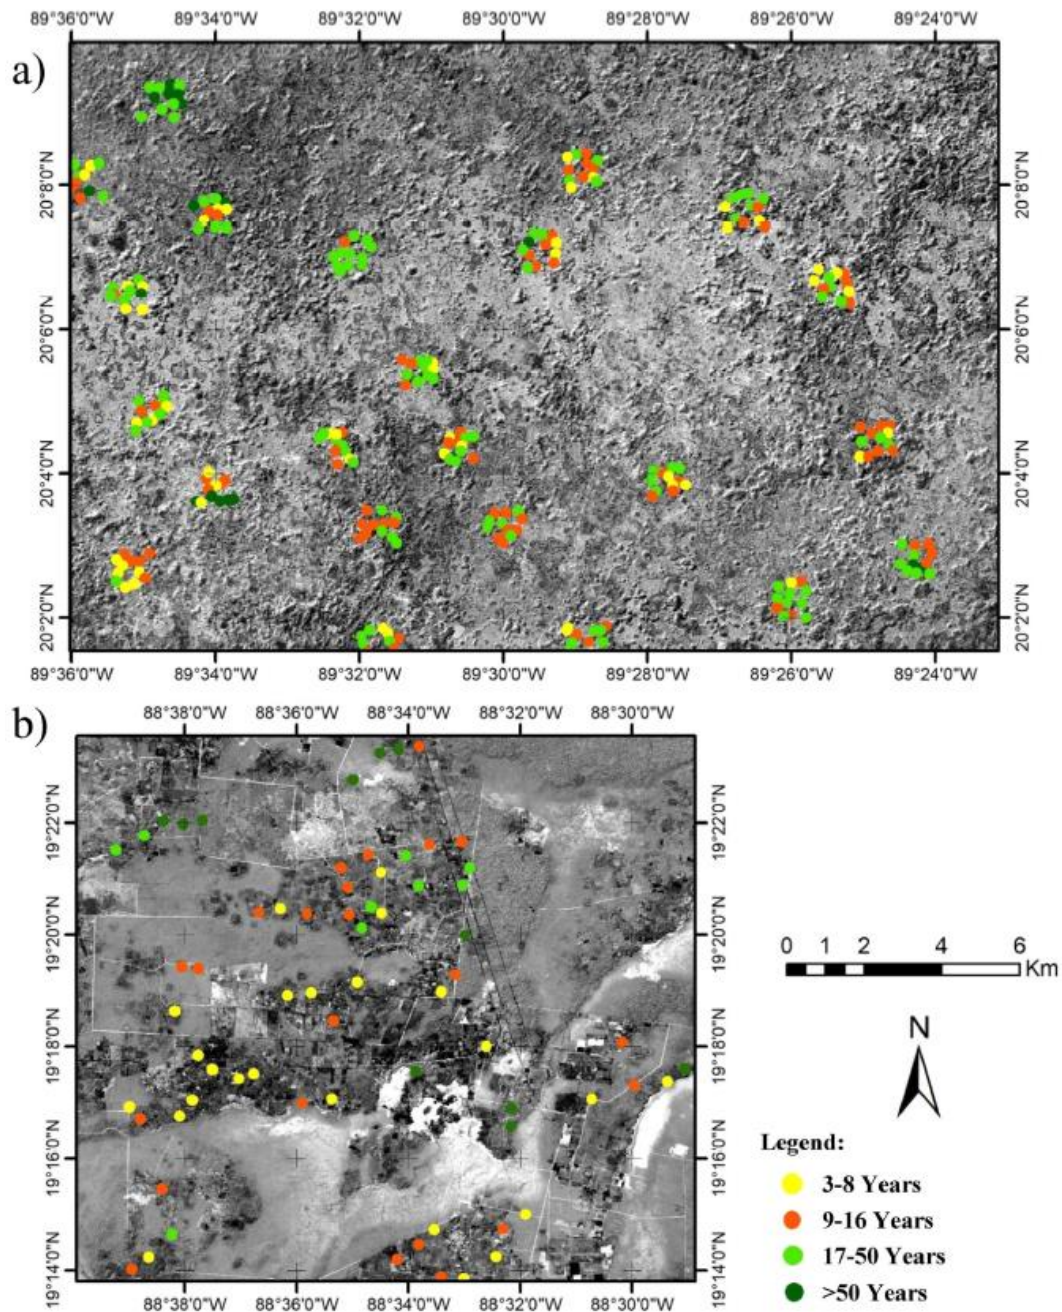 89°36'0"W 89°34'0"W 89°32'0"W 89°30'0"W 89°28'0"W 89°26'0"W 89°24'0"W
a)
20°8'0"N 20°8'0"N
20°6'0"N 20°6'0"N
20°4'0"N 20°4'0"N
20°2'0"N 20°2'0"N
89°36'0"W 89°34'0"W 89°32'0"W 89°30'0"W 89°28'0"W 89°26'0"W 89°24'0"W
b)
88°38'0"W 88°36'0"W 88°34'0"W 88°32'0"W 88°30'0"W
19°22'0"N 19°22'0"N
19°20'0"N 19°20'0"N
19°18'0"N 19°18'0"N
19°16'0"N 19°16'0"N
19°14'0"N 19°14'0"N
88°38'0"W 88°36'0"W 88°34'0"W 88°32'0"W 88°30'0"W
0 1 2 4 6
Km
N
Legend:
3-8 Years
9-16 Years
17-50 Years
>50 Years